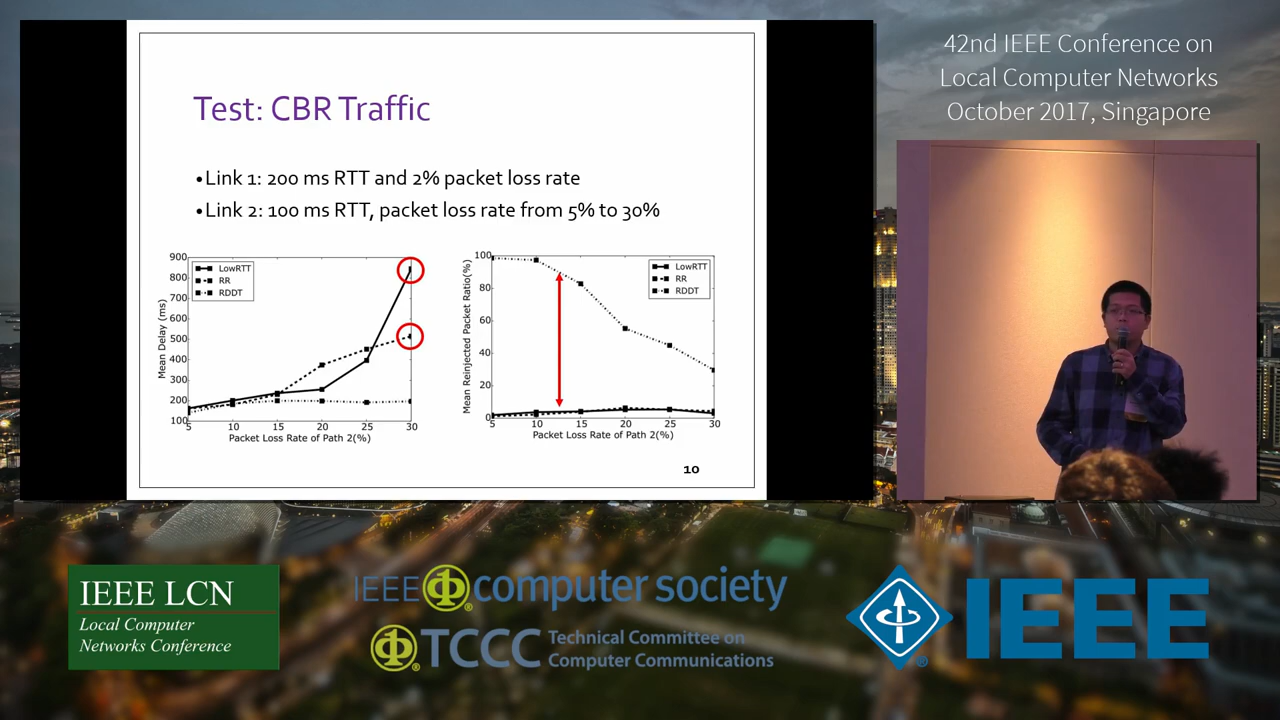 42nd IEEE Conference on
Local Computer Networks
October 2017, Singapore
Test: CBR Traffic
•Link 1: 200 ms RTT and 2% packet loss rate
•Link 2: 100 ms RTT, packet loss rate from 5% to 30%
Mean Delay (ms)
900
800
700
600
500
400
300
200
100
LowRTT
RR
RDDT
5 10 15 20 25 30
Packet Loss Rate of Path 2(%)
Mean Reinjected Packet Ratio(%)
100
80
60
40
20
0
LowRTT
RR
RDDT
5 10 15 20 25 30
Packet Loss Rate of Path 2(%)
10
IEEE LCN
Local Computer
Networks Conference
IEEE computer society
TCCC Technical Committee on
Computer Communications
IEEE
®